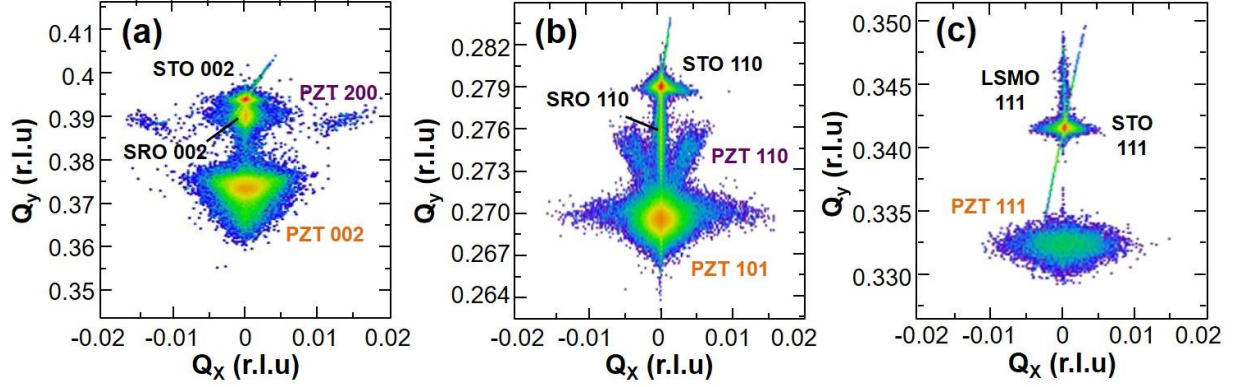 (a)
0.41
0.4
0.39
0.38
0.37
0.36
0.35
Qy (r.l.u)
STO 002
PZT 200
SRO 002
PZT 002
-0.02 -0.01 0 0.01 0.02
QX (r.l.u)
(b)
0.282
0.279
0.276
0.273
0.270
0.267
0.264
Qy (r.l.u)
STO 110
SRO 110
PZT 110
PZT 101
-0.02 -0.01 0 0.01 0.02
QX (r.l.u)
(c)
0.350
0.345
0.340
0.335
0.330
Qy (r.l.u)
LSMO
111
STO
111
PZT 111
-0.02 -0.01 0 0.01 0.02
QX (r.l.u)